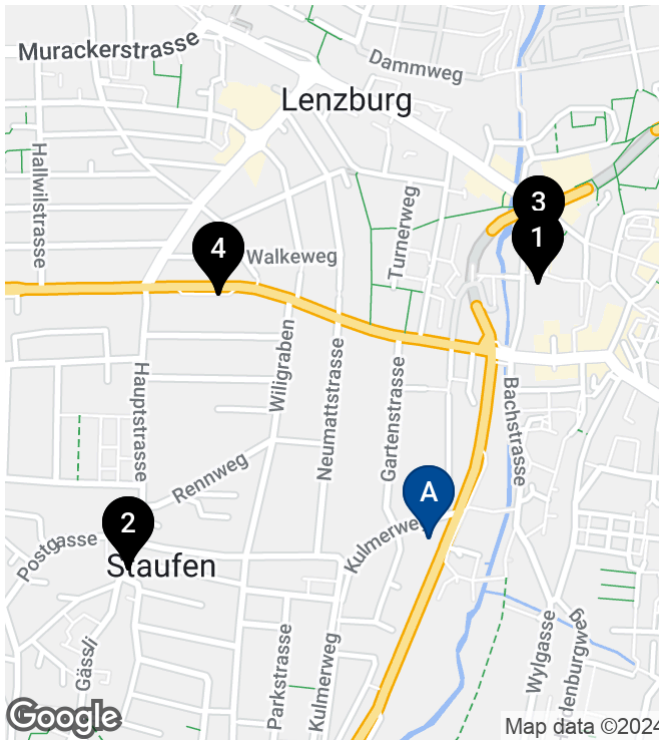 Murackerstrasse
Dammweg
Lenzburg
Hallwilstrasse
Turnerweg
3
1
4
Walkeweg
Wiligraben
Hauptstrasse
Neumattstrasse
Gartenstrasse
Bachstrasse
Rennweg
A
2
Kulmerweg
Postgasse
Staufen
Gässli
Parkstrasse
Kulmerweg
Wylgasse
Google
Map data ©2024